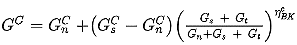 G^G = G_n^C + (G_s^C - G_n^C) ( (G_s + G_t) / (G_n + G_s + G_t) )^{η_{BK}^c}